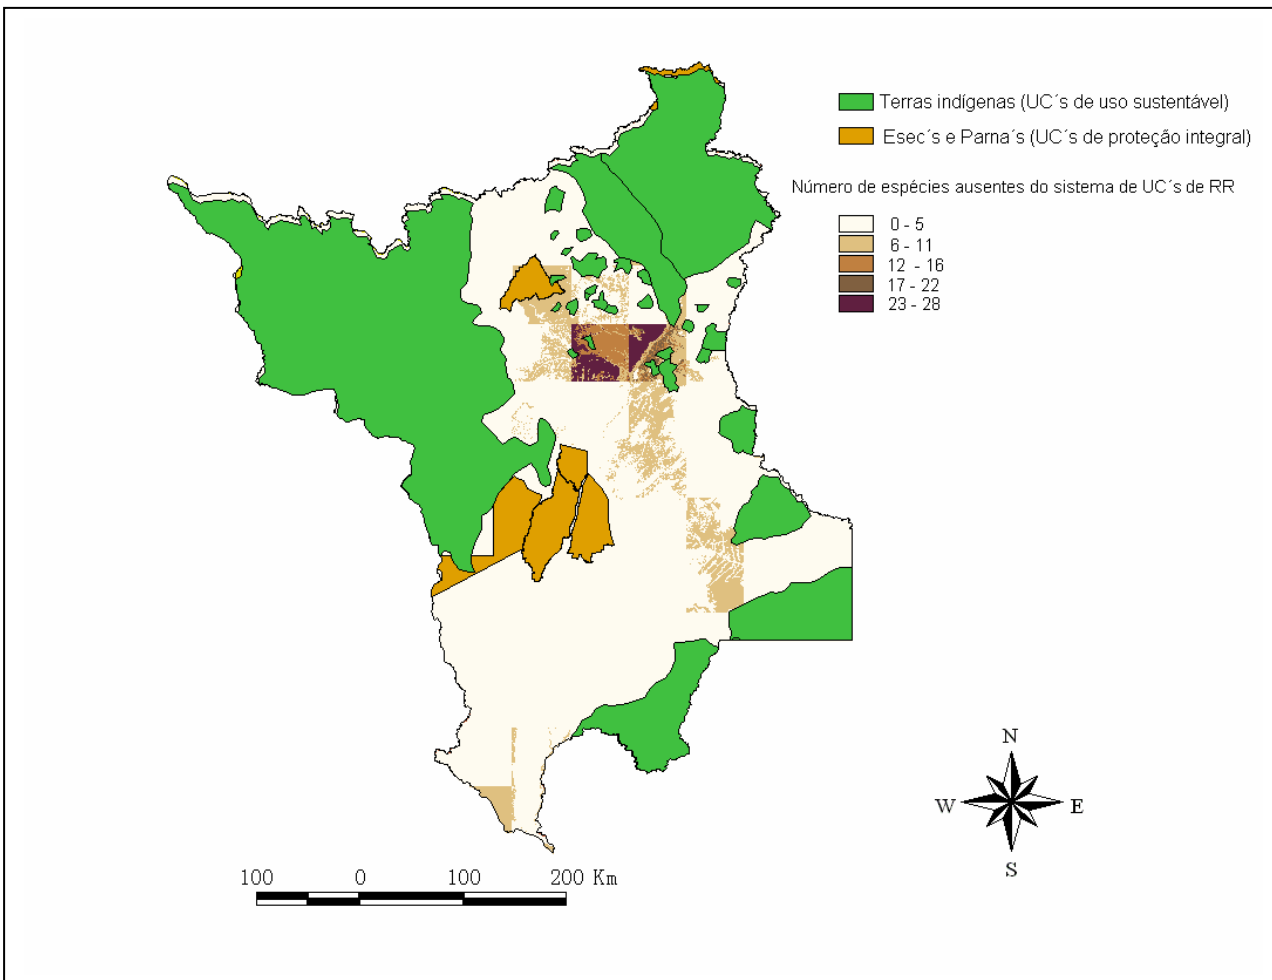 Terras indígenas (UC´s de uso sustentável)
Esec´s e Parna´s (UC´s de proteção integral)
Número de espécies ausentes do sistema de UC´s de RR
0 - 5
6 - 11
12 - 16
17 - 22
23 - 28
N
W E
S
100 0 100 200 Km